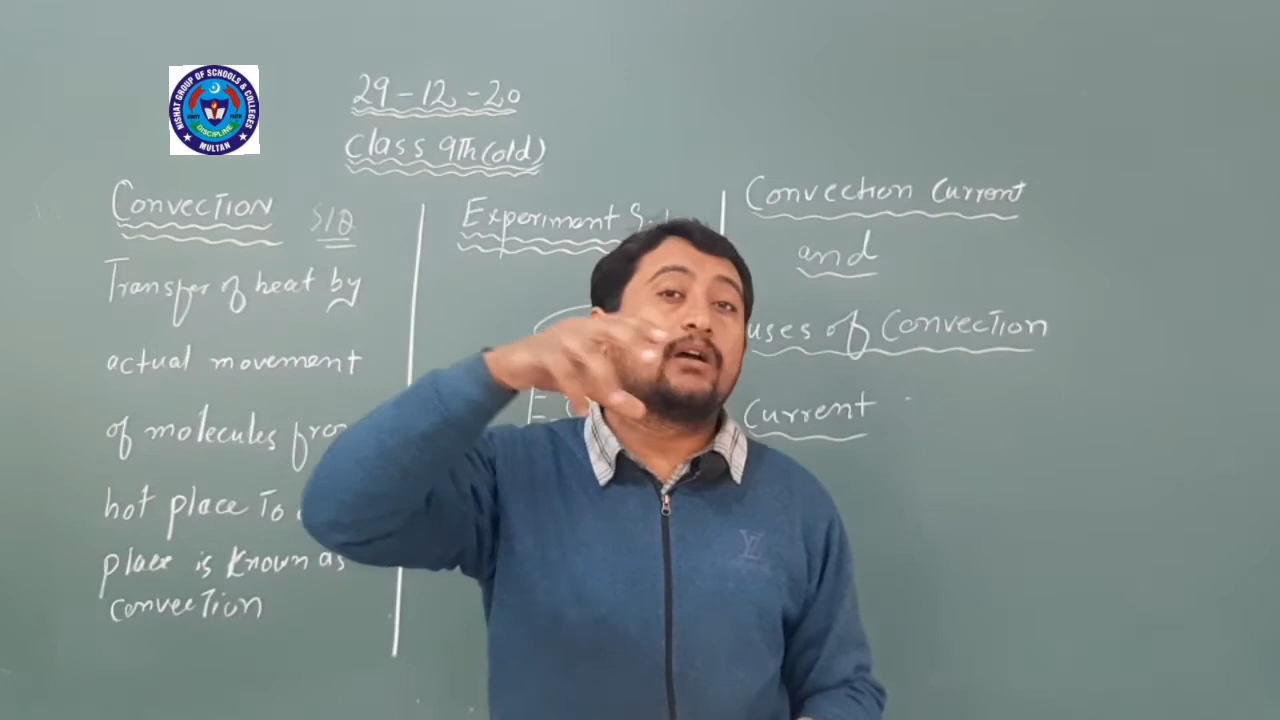 NISHAT GROUP OF SCHOOLS & COLLEGES
DISCIPLINE
MULTAN
29-12-20
Class 9Th (old)
Convection S/Q
Transfer of heat by
actual movement
of molecules
hot place To
place is known as
convection
Experiment
Convection Current
and
uses of Convection
Current